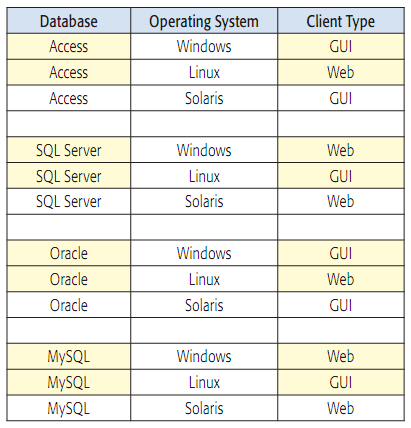 Database Operating System Client Type
Access Windows GUI
Access Linux Web
Access Solaris GUI
SQL Server Windows Web
SQL Server Linux GUI
SQL Server Solaris Web
Oracle Windows GUI
Oracle Linux Web
Oracle Solaris GUI
MySQL Windows Web
MySQL Linux GUI
MySQL Solaris Web